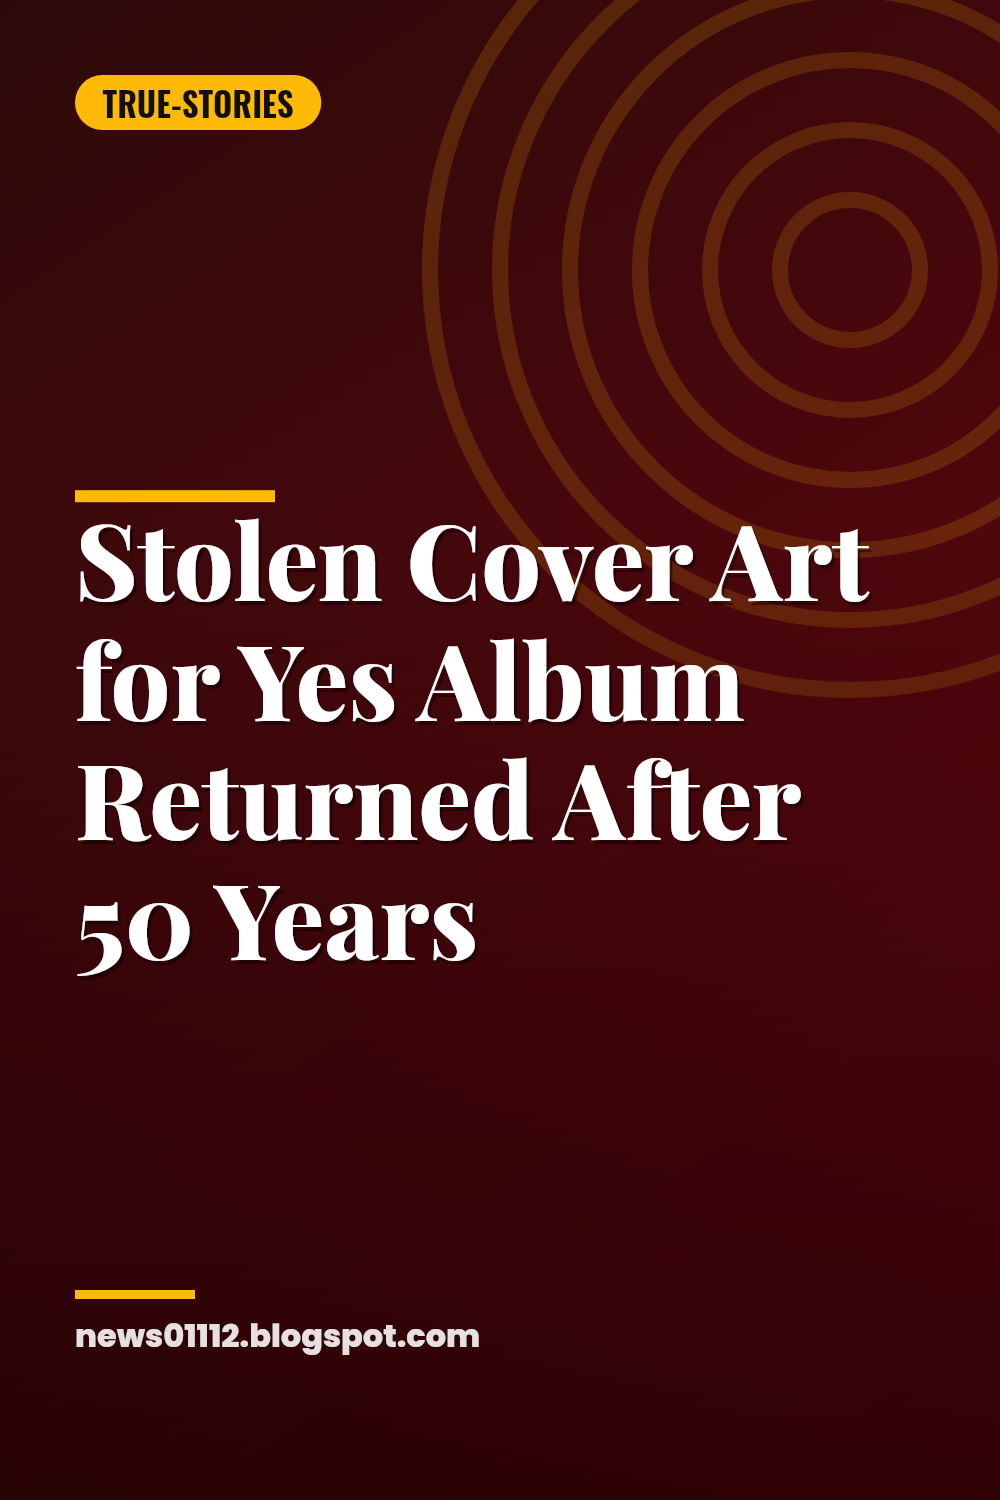 TRUE-STORIES
Stolen Cover Art
for Yes Album
Returned After
50 Years
news01112.blogspot.com